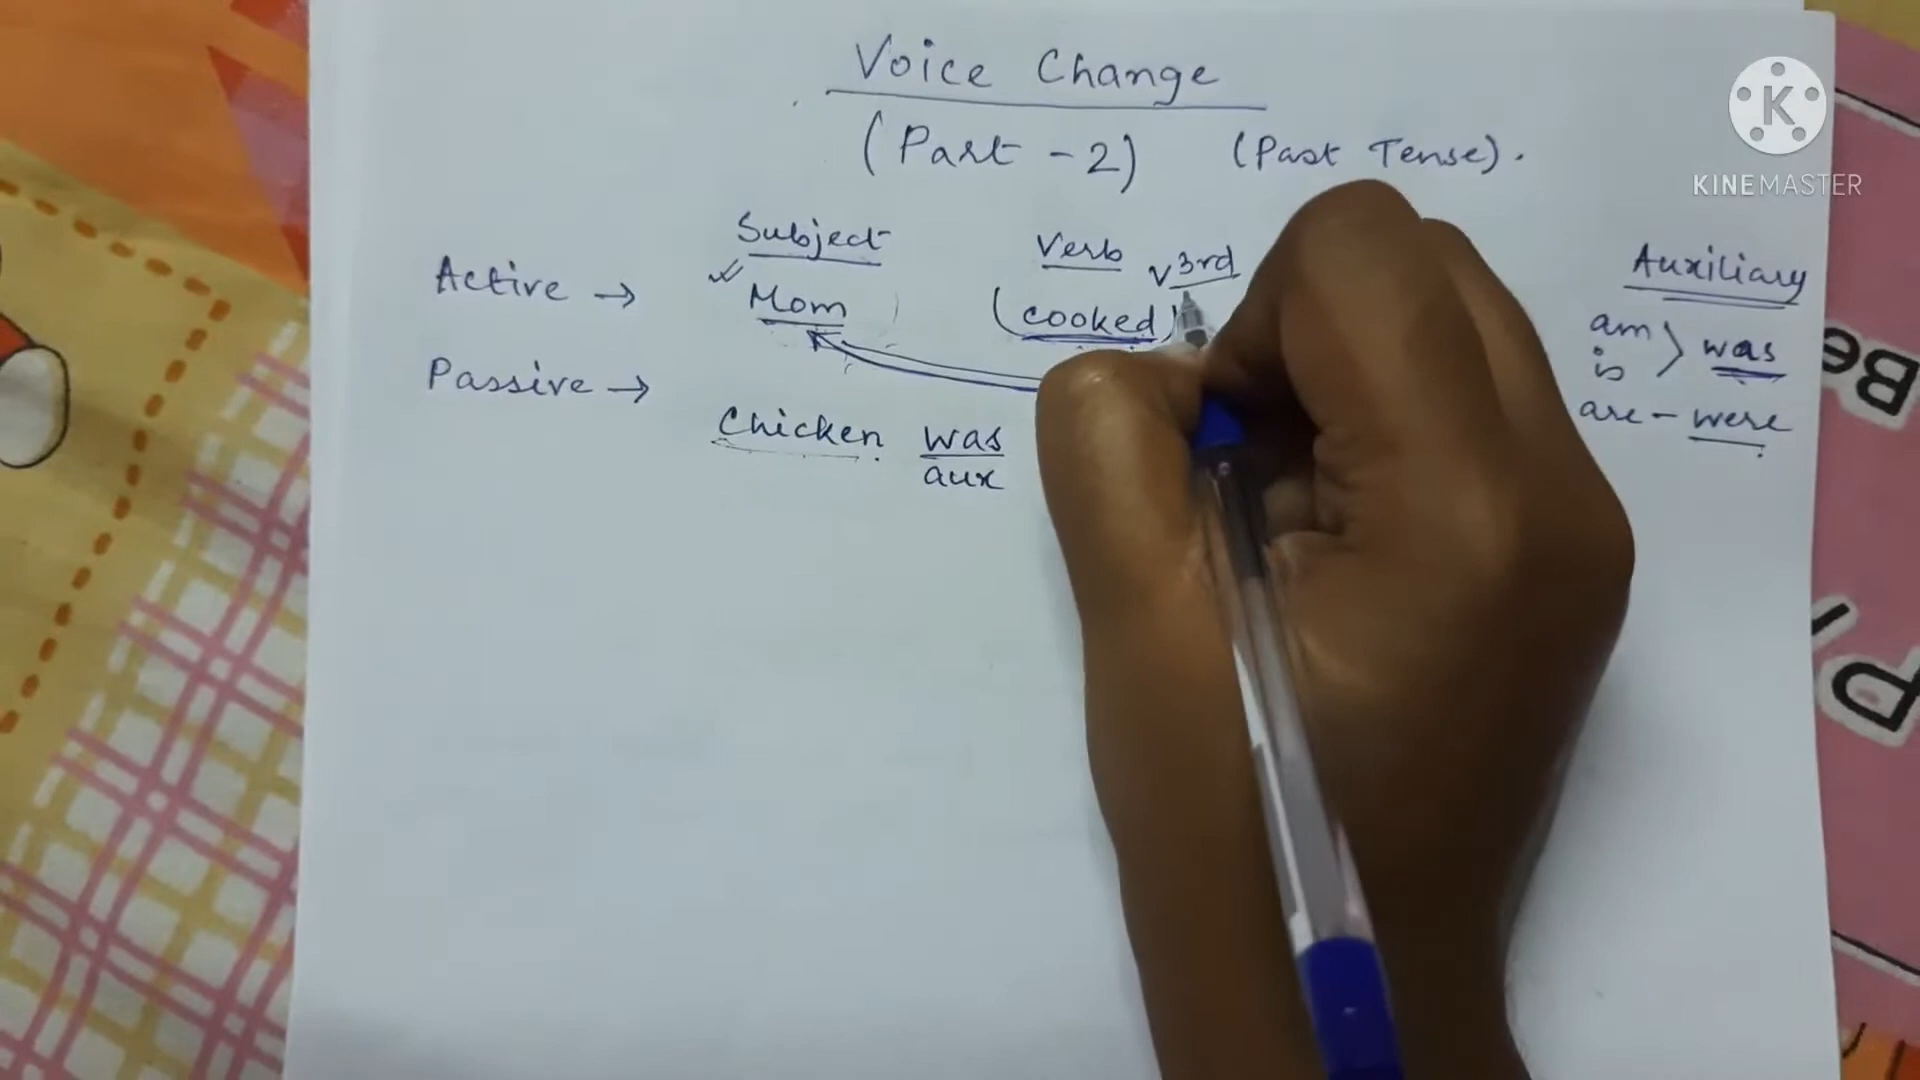 Voice Change
(Part - 2) (Past Tense).
Subject Verb v3rd Auxiliary
Active → Mom (cooked) am
is > was
Passive → are - were
Chicken was
aux
KINEMASTER
Be
P